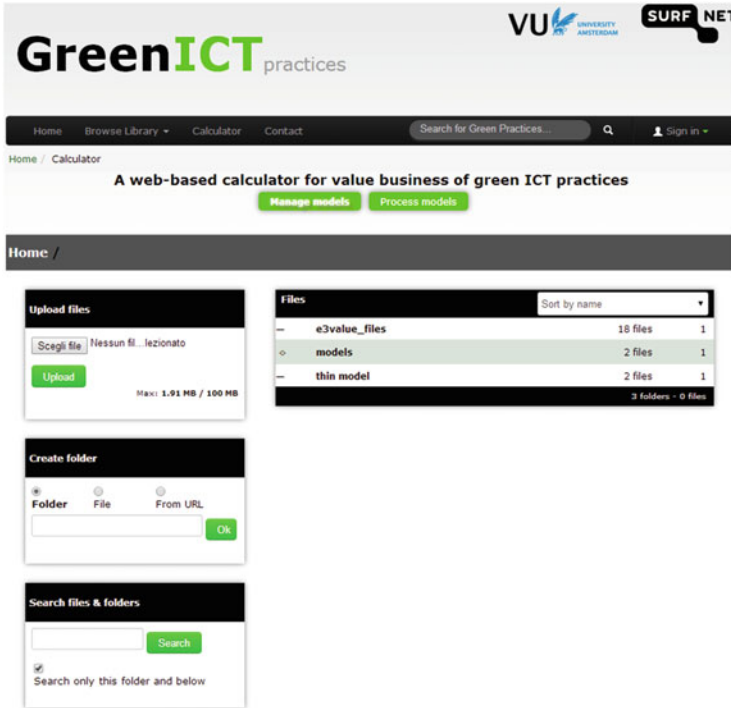 VU UNIVERSITY AMSTERDAM
SURF NET
GreenICT practices
Home Browse Library Calculator Contact Search for Green Practices... Sign in
Home / Calculator
A web-based calculator for value business of green ICT practices
Manage models Process models
Home /
Upload files
Scegli file Nessun fil...lezionato
Upload
Max: 1.91 MB / 100 MB
Files Sort by name
e3value_files 18 files 1
models 2 files 1
thin model 2 files 1
3 folders - 0 files
Create folder
Folder File From URL
Ok
Search files & folders
Search
Search only this folder and below